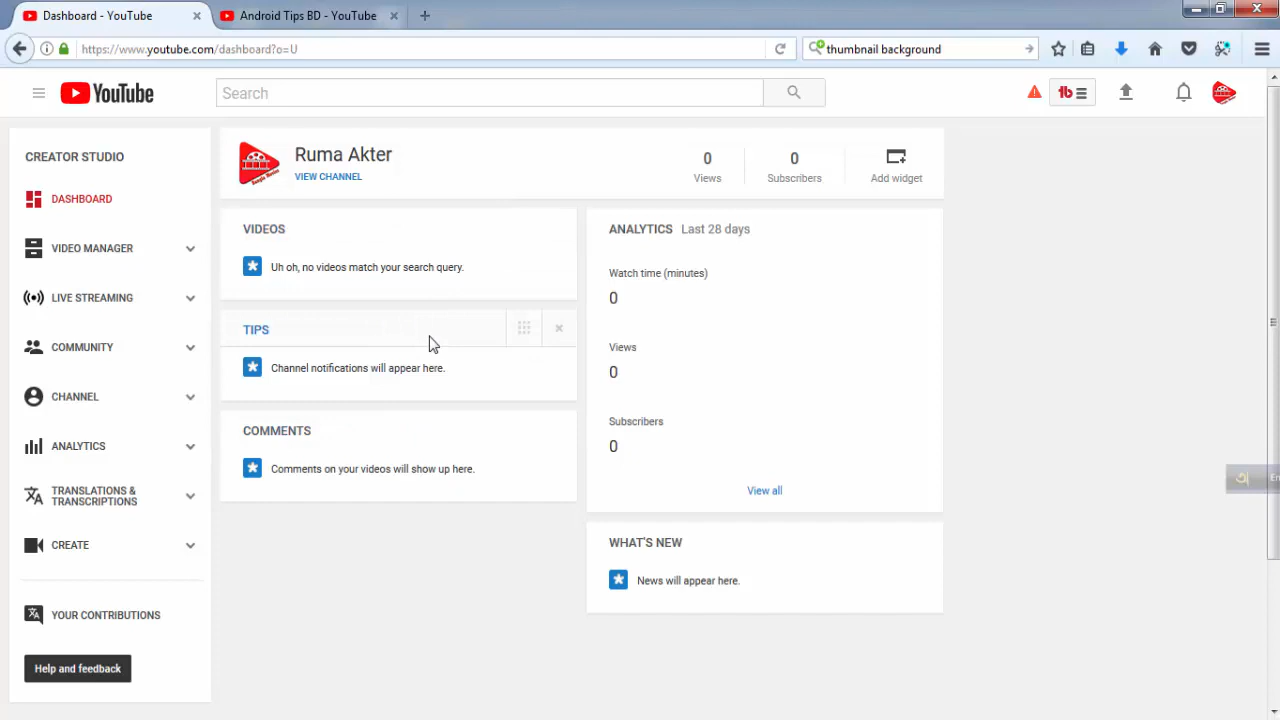 Dashboard - YouTube
Android Tips BD - YouTube
https://www.youtube.com/dashboard?o=U
thumbnail background
YouTube
Search
CREATOR STUDIO
DASHBOARD
VIDEO MANAGER
LIVE STREAMING
COMMUNITY
CHANNEL
ANALYTICS
TRANSLATIONS &
TRANSCRIPTIONS
CREATE
YOUR CONTRIBUTIONS
Help and feedback
Ruma Akter
VIEW CHANNEL
0
Views
0
Subscribers
Add widget
VIDEOS
Uh oh, no videos match your search query.
TIPS
Channel notifications will appear here.
COMMENTS
Comments on your videos will show up here.
ANALYTICS Last 28 days
Watch time (minutes)
0
Views
0
Subscribers
0
View all
WHAT'S NEW
News will appear here.
En